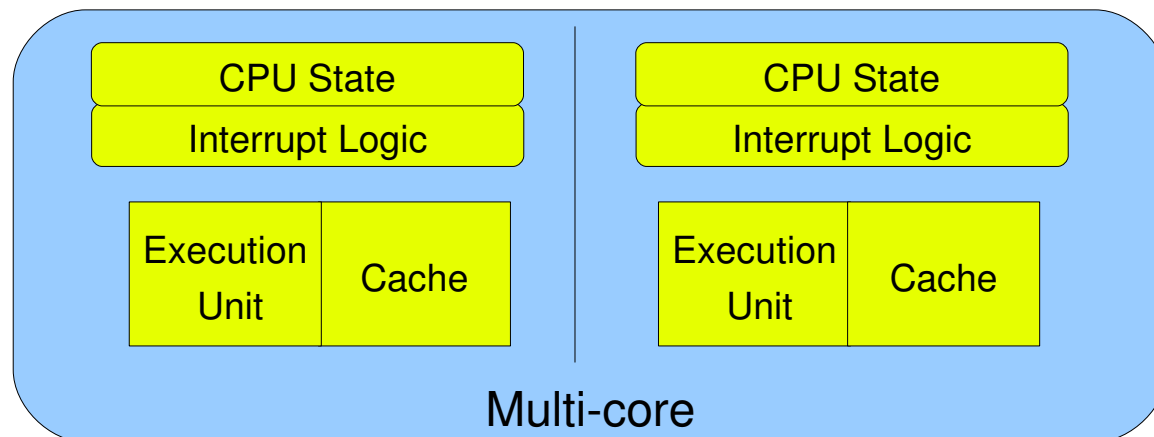 CPU State
Interrupt Logic
Execution
Unit
Cache
CPU State
Interrupt Logic
Execution
Unit
Cache
Multi-core